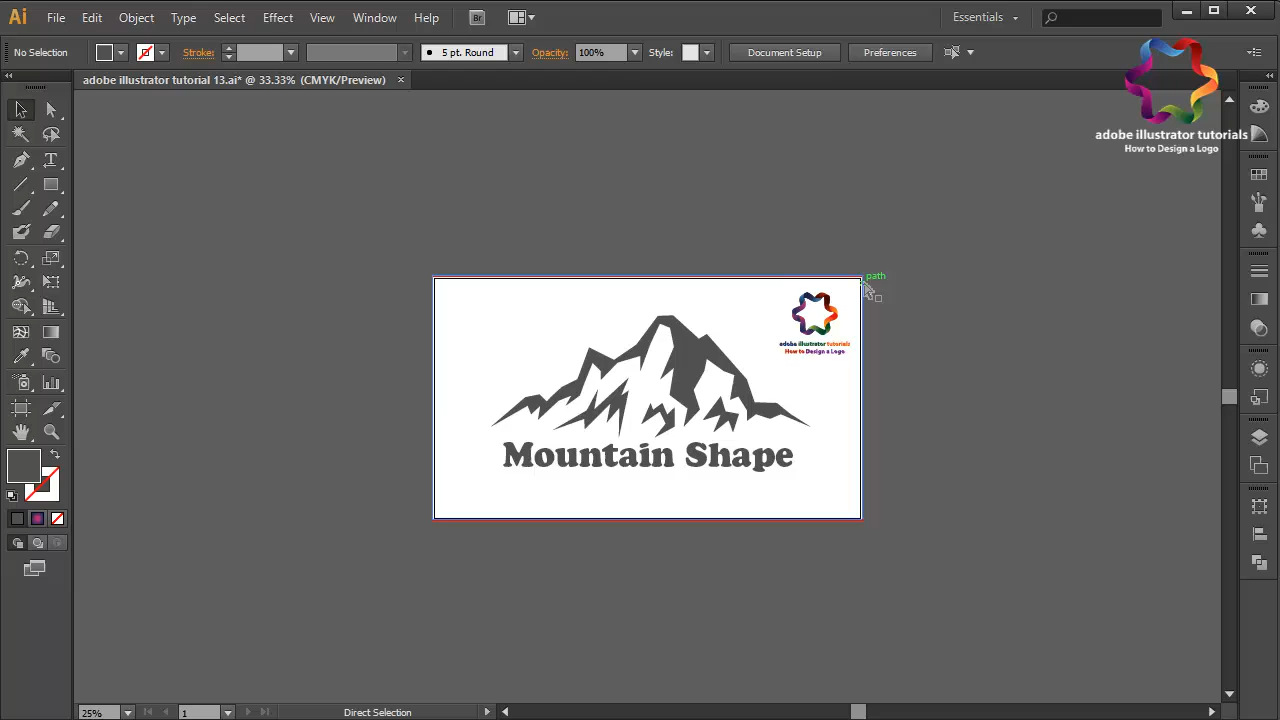 Ai File Edit Object Type Select Effect View Window Help Br Essentials
No Selection Stroke: 5 pt. Round Opacity: 100% Style: Document Setup Preferences
adobe illustrator tutorial 13.ai* @ 33.33% (CMYK/Preview)
adobe illustrator tutorials
How to Design a Logo
path
adobe illustrator tutorials
How to Design a Logo
Mountain Shape
25% 1 Direct Selection